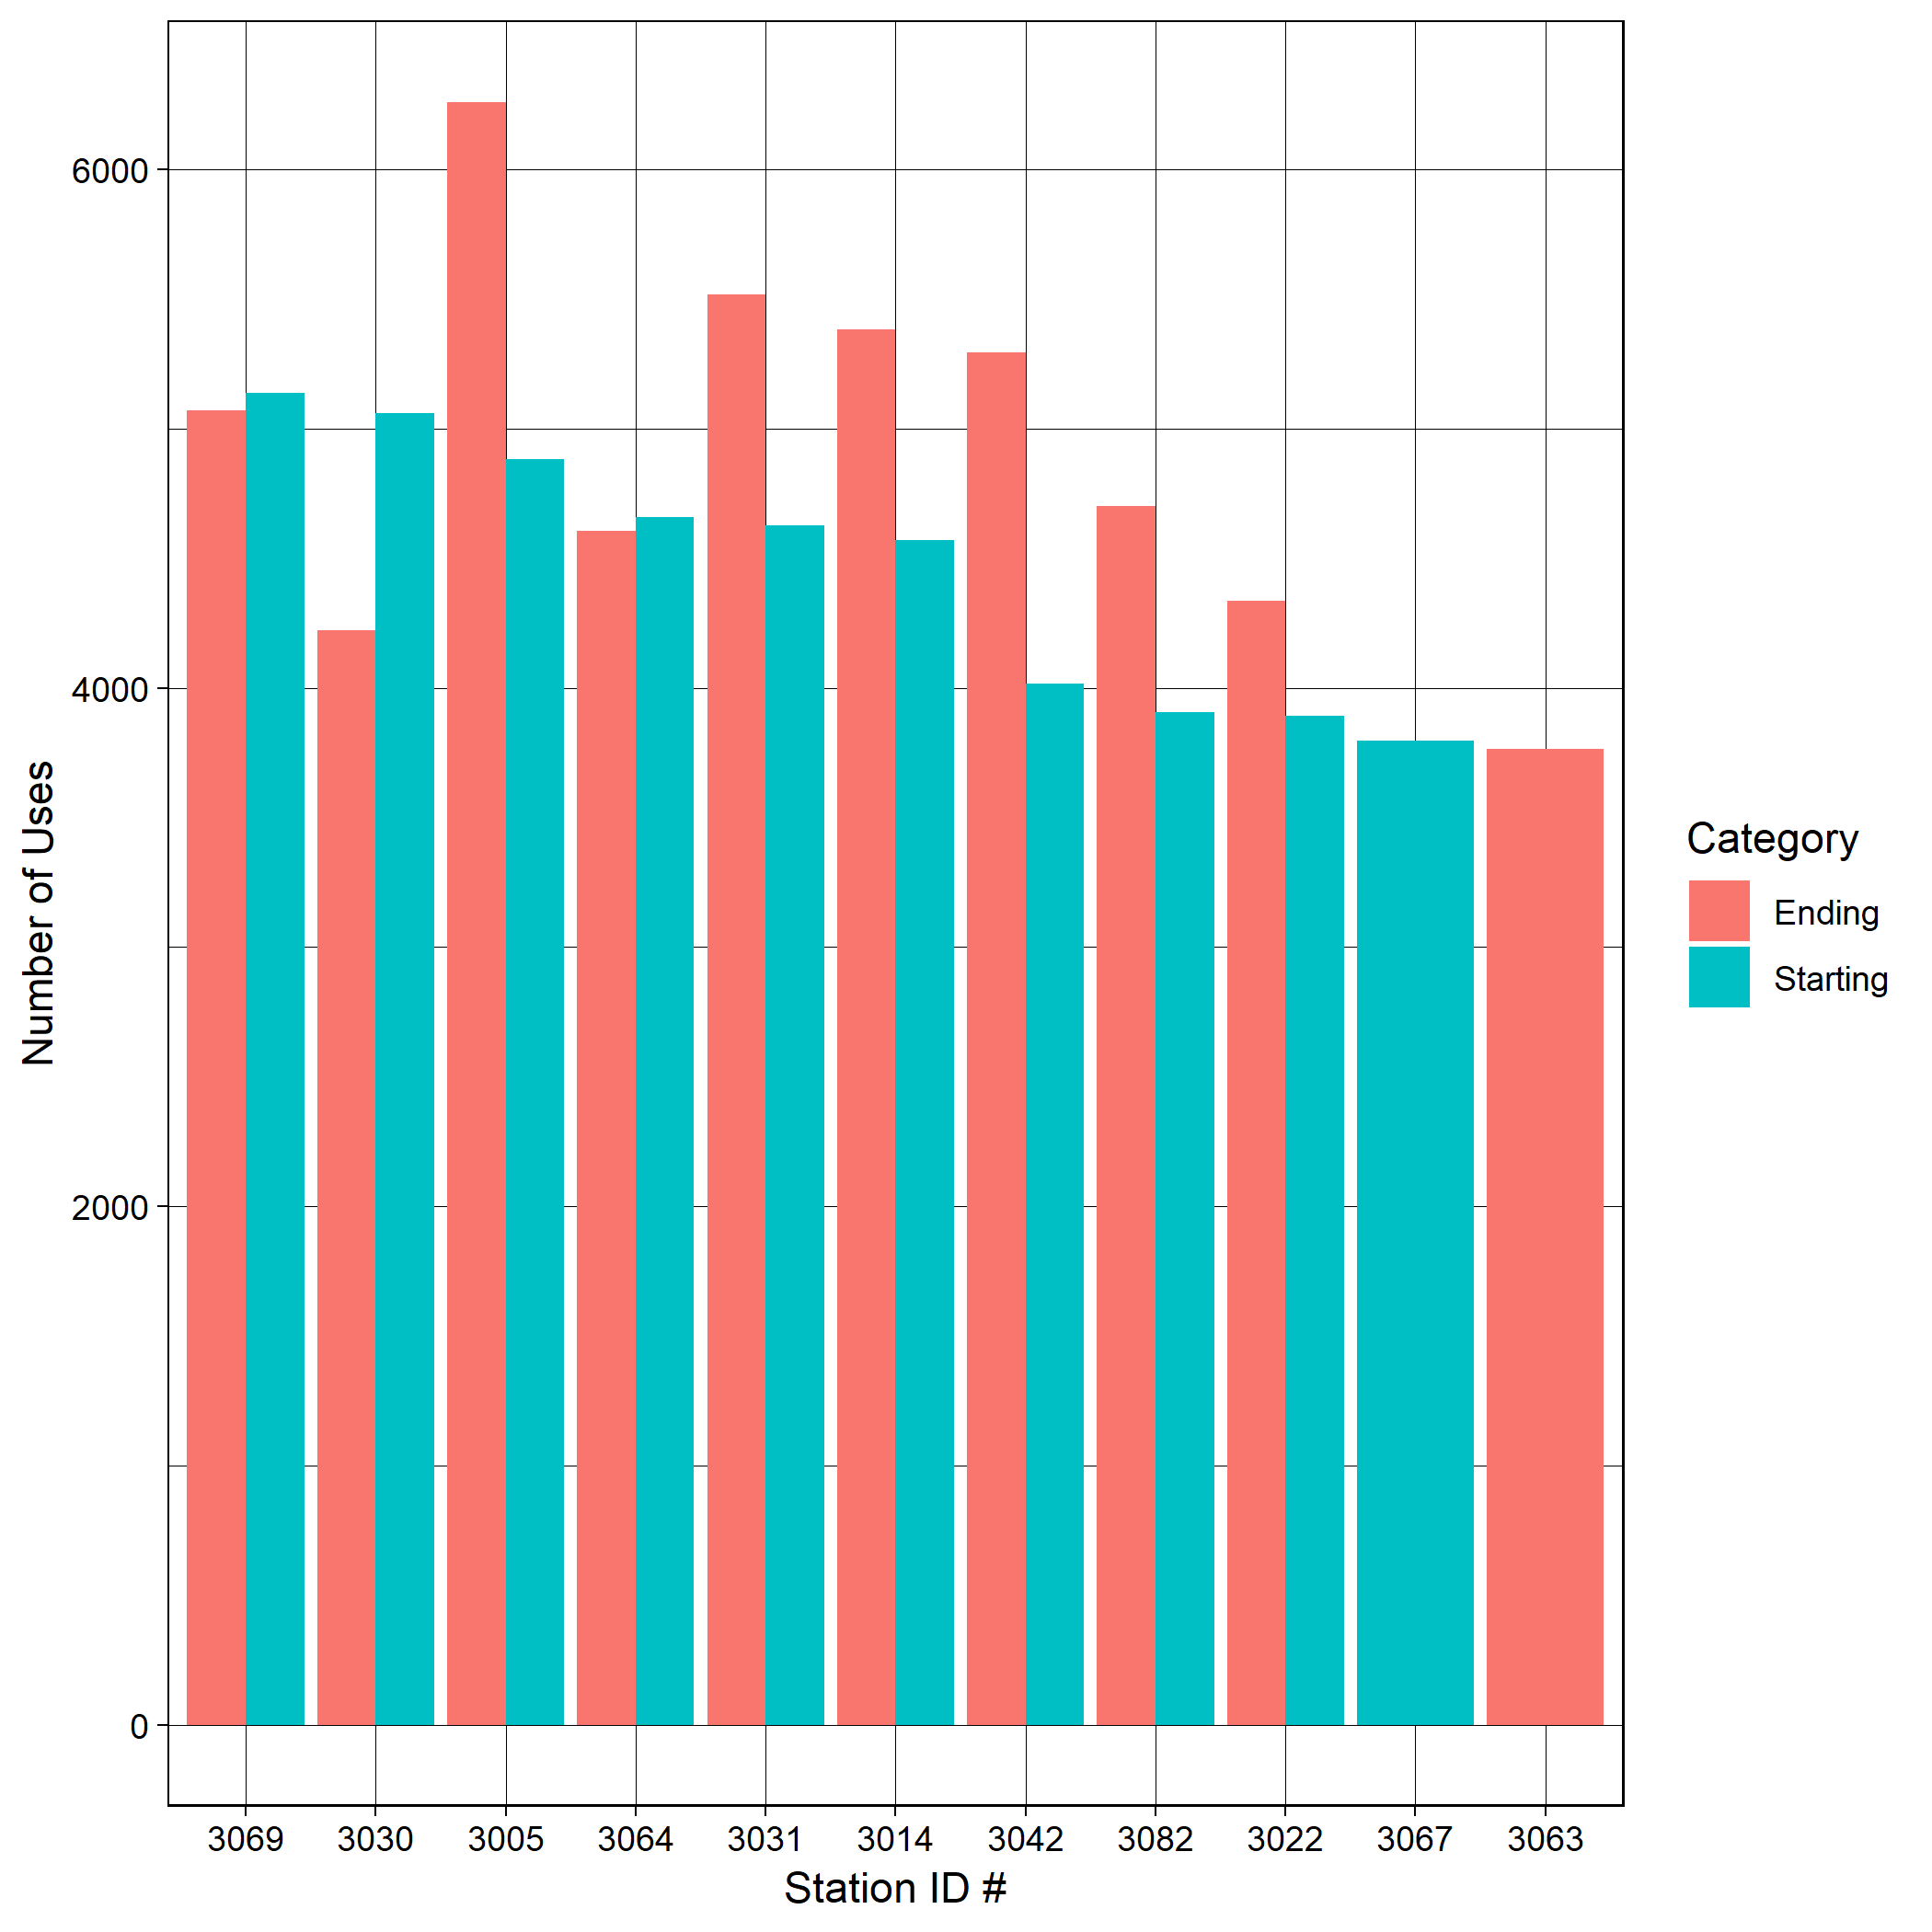 Number of Uses
6000
4000
2000
0
3069 3030 3005 3064 3031 3014 3042 3082 3022 3067 3063
Station ID #
Category
Ending
Starting